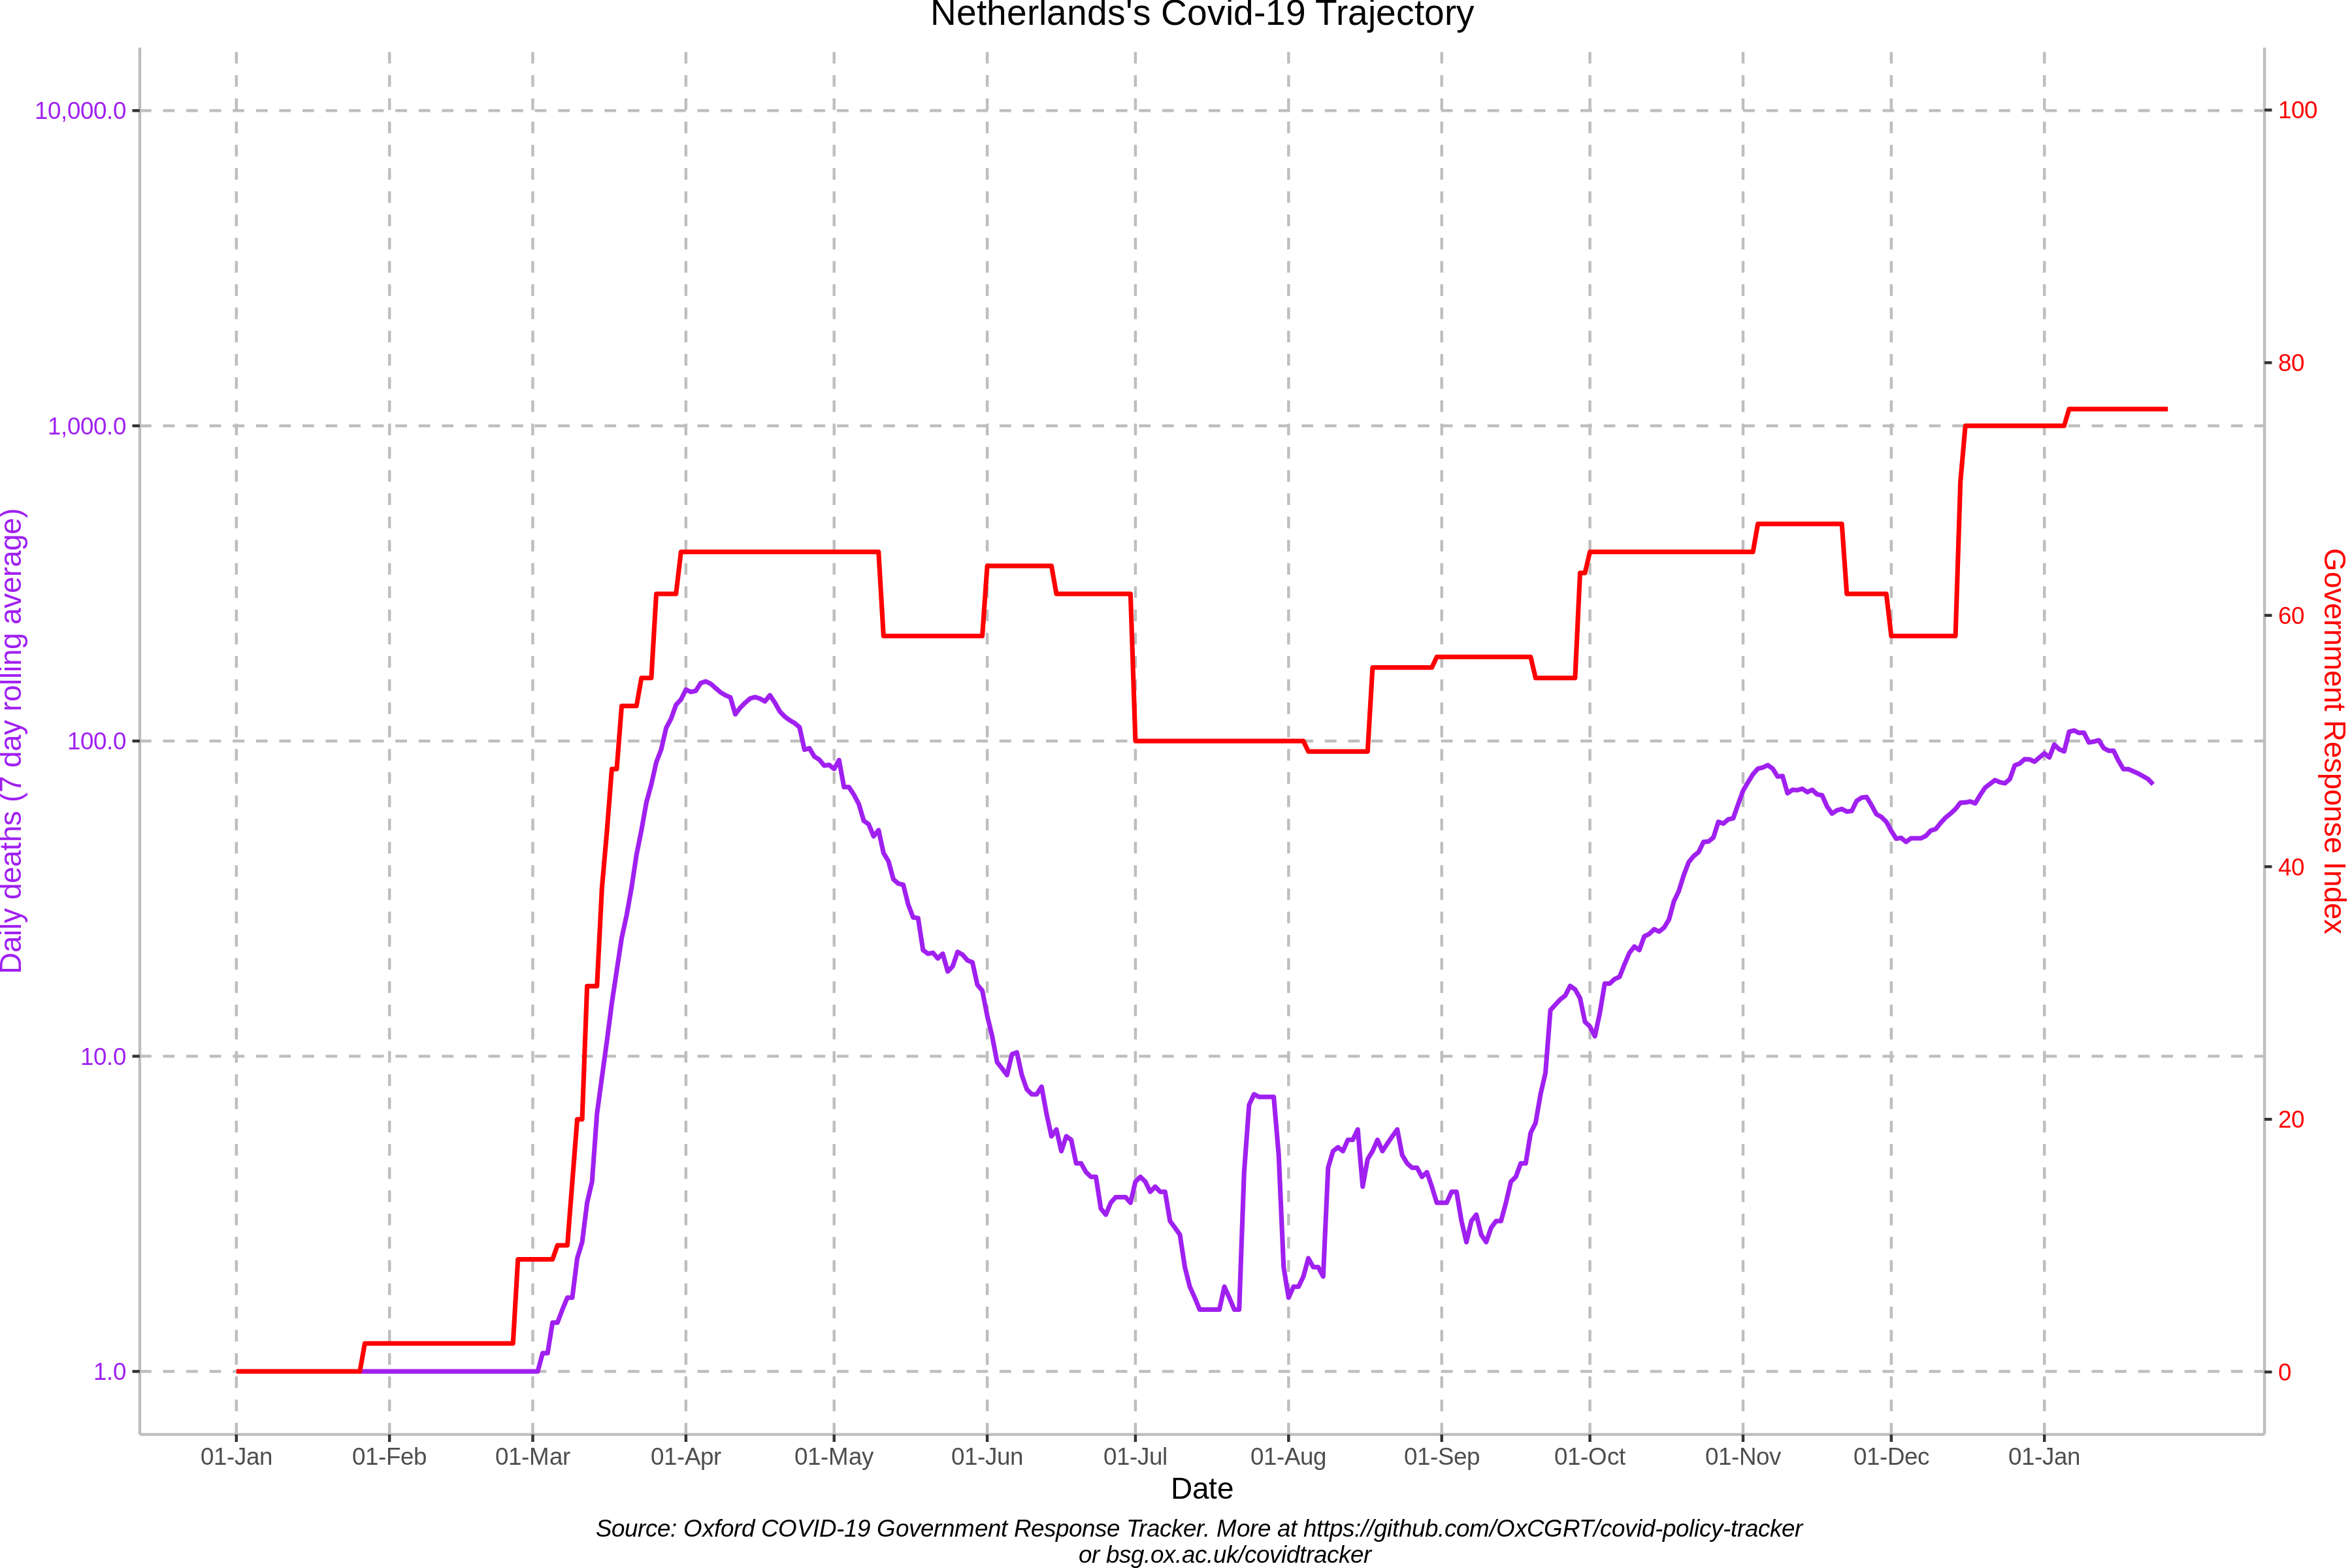 Netherlands's Covid-19 Trajectory
10,000.0
1,000.0
100.0
10.0
1.0
Daily deaths (7 day rolling average)
100
80
60
40
20
0
Government Response Index
01-Jan 01-Feb 01-Mar 01-Apr 01-May 01-Jun 01-Jul 01-Aug 01-Sep 01-Oct 01-Nov 01-Dec 01-Jan
Date
Source: Oxford COVID-19 Government Response Tracker. More at https://github.com/OxCGRT/covid-policy-tracker
or bsg.ox.ac.uk/covidtracker